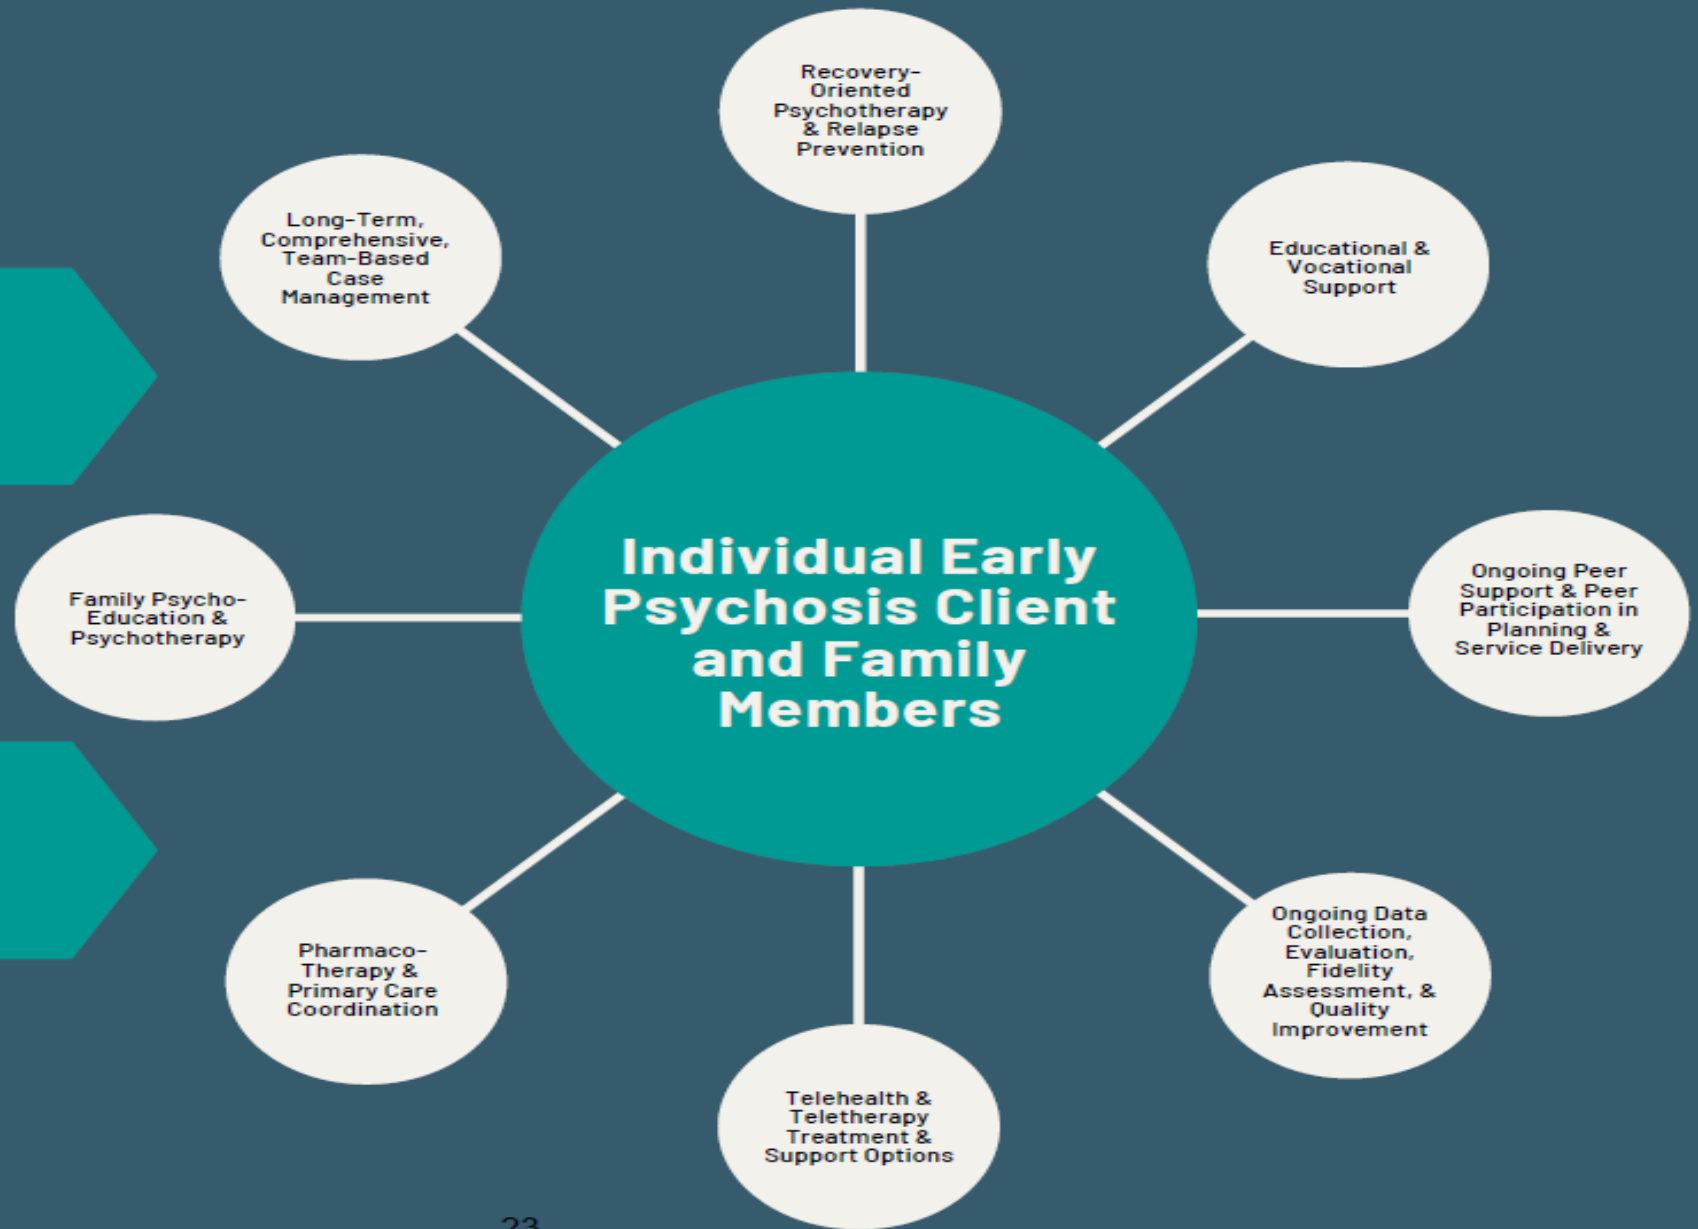 Recovery-
Oriented
Psychotherapy
& Relapse
Prevention
Long-Term,
Comprehensive,
Team-Based
Case
Management
Educational &
Vocational
Support
Individual Early
Psychosis Client
and Family
Members
Family Psycho-
Education &
Psychotherapy
Ongoing Peer
Support & Peer
Participation in
Planning &
Service Delivery
Pharmaco-
Therapy &
Primary Care
Coordination
Ongoing Data
Collection,
Evaluation,
Fidelity
Assessment, &
Quality
Improvement
Telehealth &
Teletherapy
Treatment &
Support Options
23